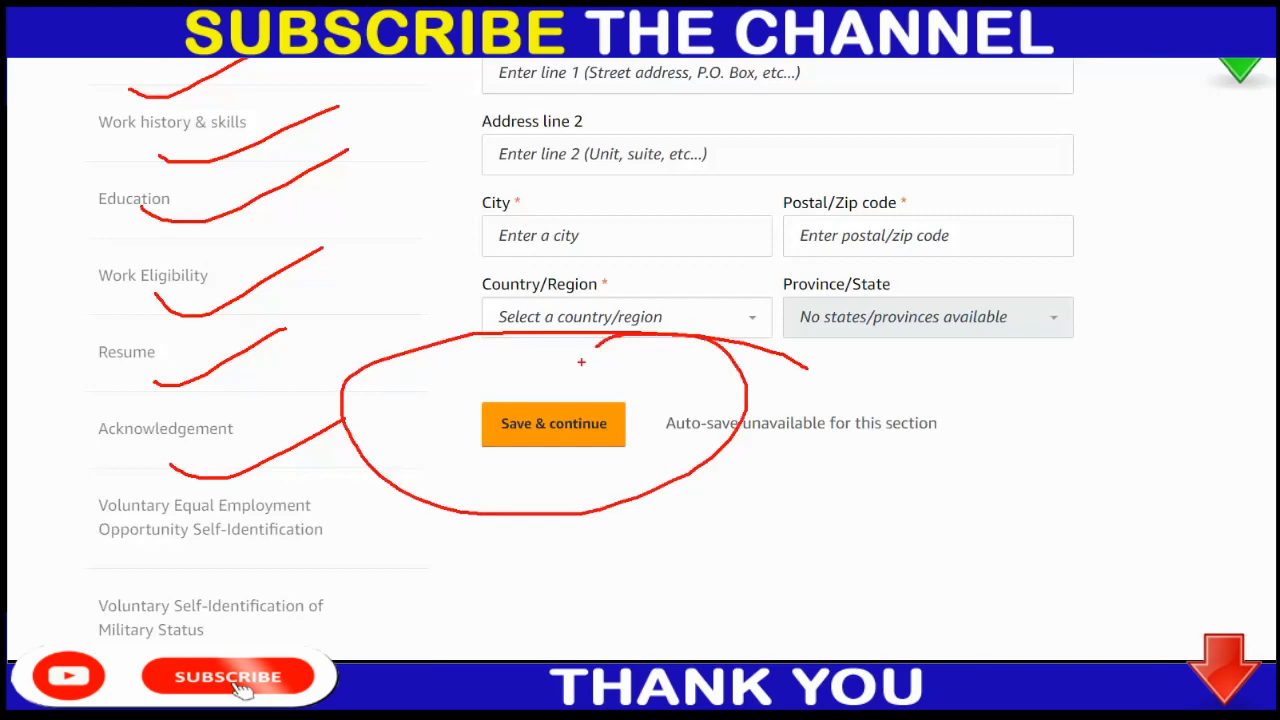 SUBSCRIBE THE CHANNEL
Enter line 1 (Street address, P.O. Box, etc...)
Work history & skills
Address line 2
Enter line 2 (Unit, suite, etc...)
Education
City *
Postal/Zip code *
Enter a city
Enter postal/zip code
Work Eligibility
Country/Region *
Province/State
Select a country/region
No states/provinces available
Resume
Acknowledgement
Save & continue
Auto-save unavailable for this section
Voluntary Equal Employment
Opportunity Self-Identification
Voluntary Self-Identification of
Military Status
SUBSCRIBE
THANK YOU